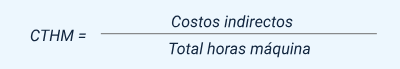 Costos indirectos
CTHM =
Total horas máquina